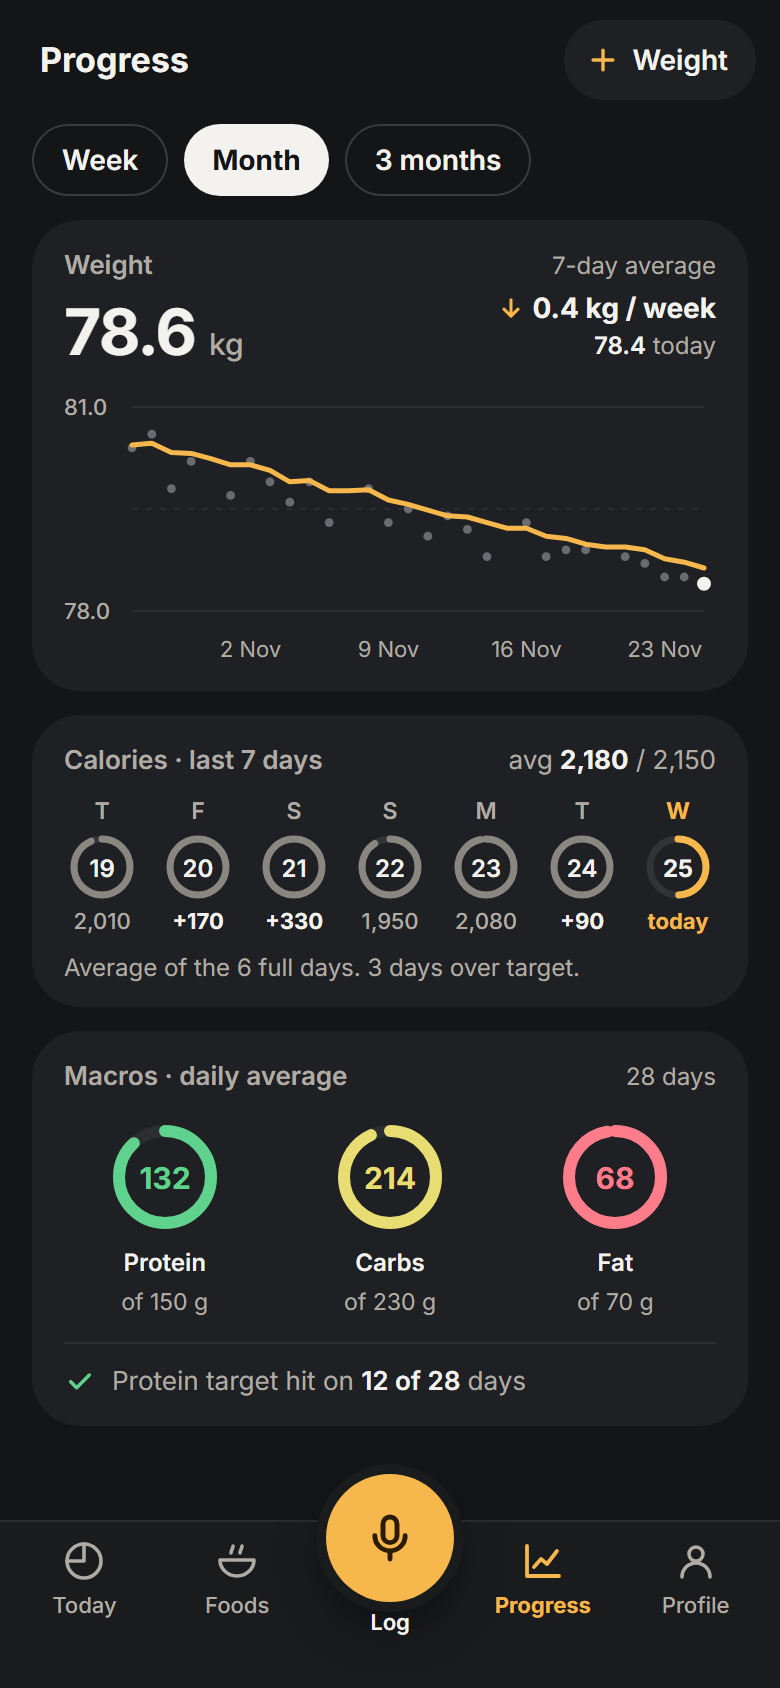 Progress
+ Weight
Week Month 3 months
Weight 7-day average
78.6 kg
↓ 0.4 kg / week
78.4 today
81.0
78.0
2 Nov 9 Nov 16 Nov 23 Nov
Calories · last 7 days avg 2,180 / 2,150
T F S S M T W
19 20 21 22 23 24 25
2,010 +170 +330 1,950 2,080 +90 today
Average of the 6 full days. 3 days over target.
Macros · daily average 28 days
132 214 68
Protein Carbs Fat
of 150 g of 230 g of 70 g
Protein target hit on 12 of 28 days
Today Foods Log Progress Profile